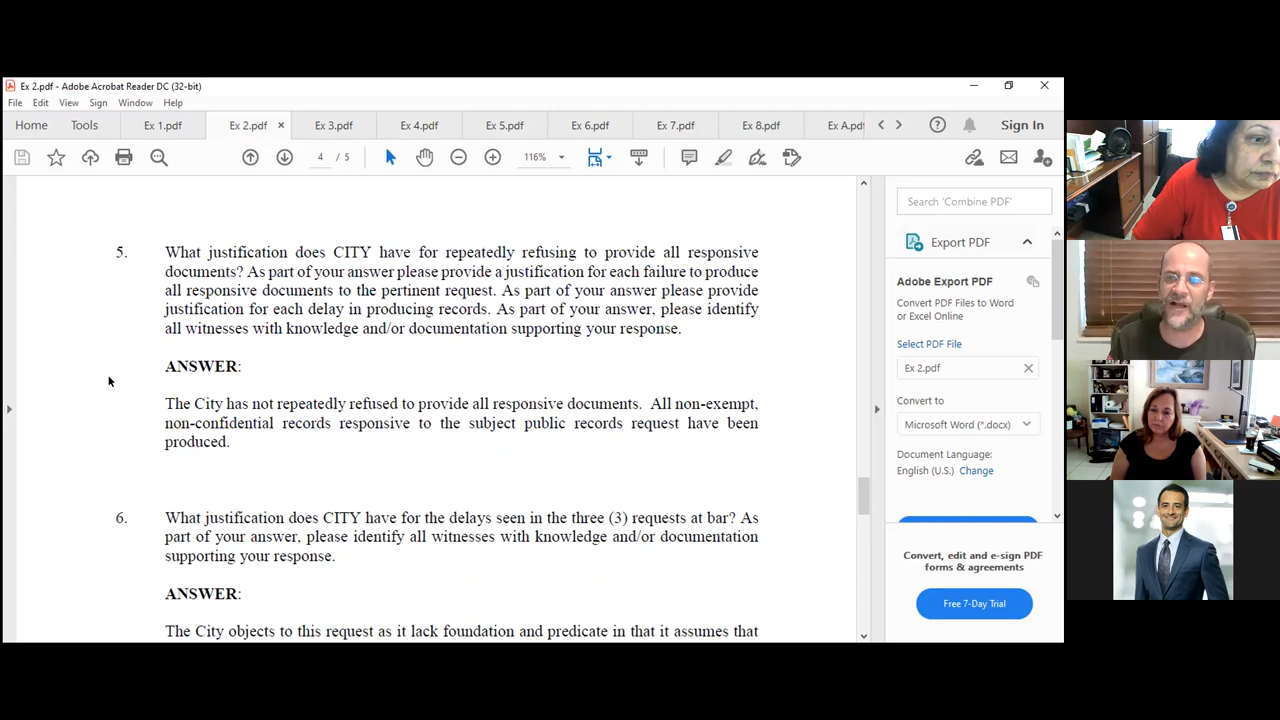 Ex 2.pdf - Adobe Acrobat Reader DC (32-bit)
File Edit View Sign Window Help
Home Tools Ex 1.pdf Ex 2.pdf × Ex 3.pdf Ex 4.pdf Ex 5.pdf Ex 6.pdf Ex 7.pdf Ex 8.pdf Ex A.pd Sign In
4 / 5 116%
5. What justification does CITY have for repeatedly refusing to provide all responsive
documents? As part of your answer please provide a justification for each failure to produce
all responsive documents to the pertinent request. As part of your answer please provide
justification for each delay in producing records. As part of your answer, please identify
all witnesses with knowledge and/or documentation supporting your response.
ANSWER:
The City has not repeatedly refused to provide all responsive documents. All non-exempt,
non-confidential records responsive to the subject public records request have been
produced.
6. What justification does CITY have for the delays seen in the three (3) requests at bar? As
part of your answer, please identify all witnesses with knowledge and/or documentation
supporting your response.
ANSWER:
The City objects to this request as it lack foundation and predicate in that it assumes that
Search 'Combine PDF'
Export PDF
Adobe Export PDF
Convert PDF Files to Word
or Excel Online
Select PDF File
Ex 2.pdf
Convert to
Microsoft Word (*.docx)
Document Language:
English (U.S.) Change
Convert, edit and e-sign PDF
forms & agreements
Free 7-Day Trial